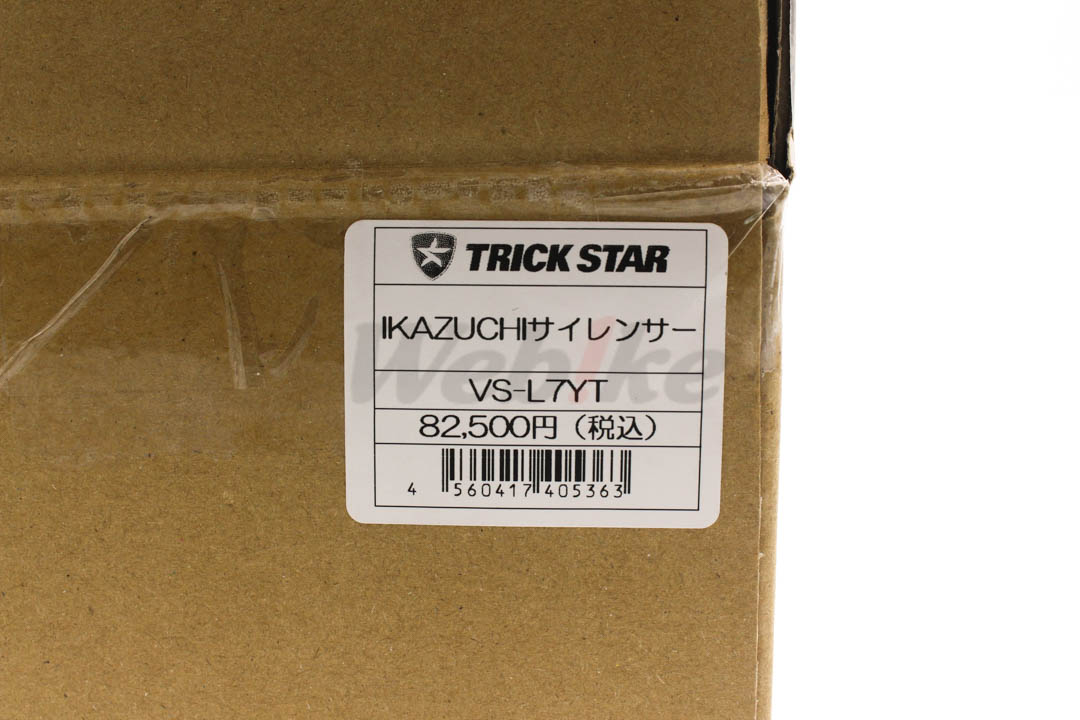 TRICK STAR
IKAZUCHIサイレンサー
Webike
VS-L7YT
82,500円（税込）
4 560417 405363